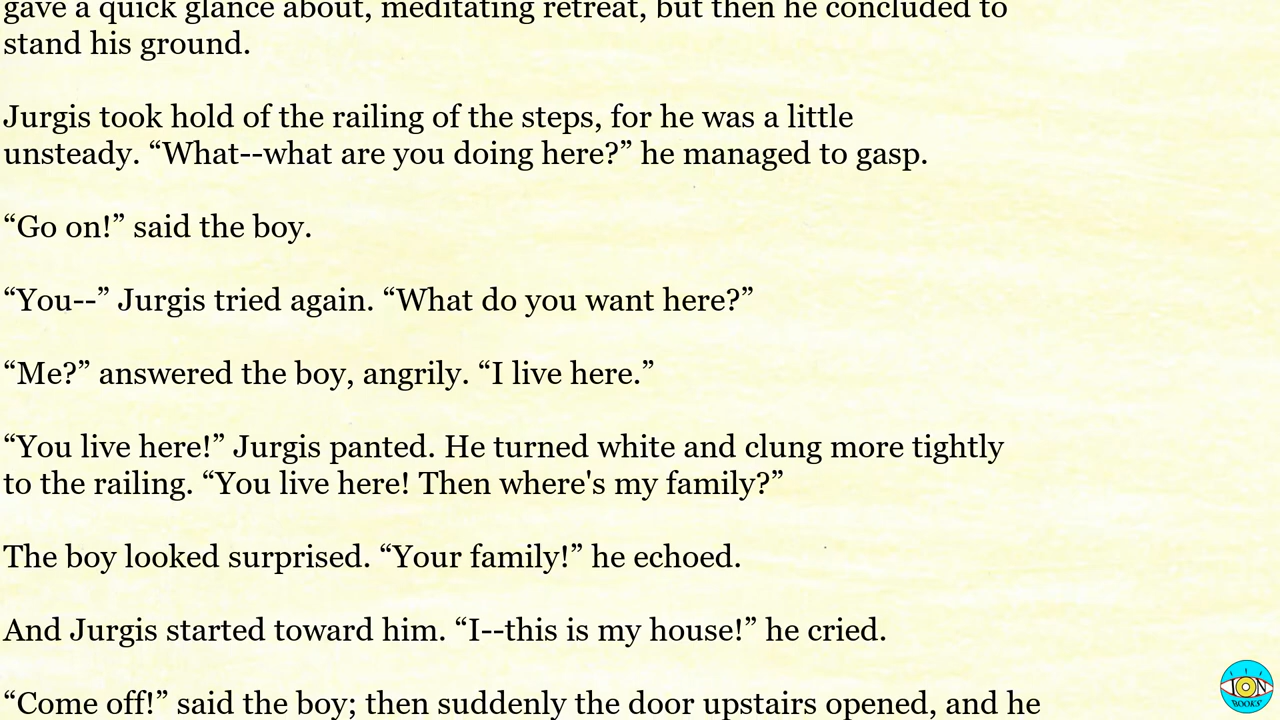 gave a quick glance about, meditating retreat, but then he concluded to
stand his ground.
Jurgis took hold of the railing of the steps, for he was a little
unsteady. “What--what are you doing here?” he managed to gasp.
“Go on!” said the boy.
“You--” Jurgis tried again. “What do you want here?”
“Me?” answered the boy, angrily. “I live here.”
“You live here!” Jurgis panted. He turned white and clung more tightly
to the railing. “You live here! Then where's my family?”
The boy looked surprised. “Your family!” he echoed.
And Jurgis started toward him. “I--this is my house!” he cried.
“Come off!” said the boy; then suddenly the door upstairs opened, and he
ION
BOOKS